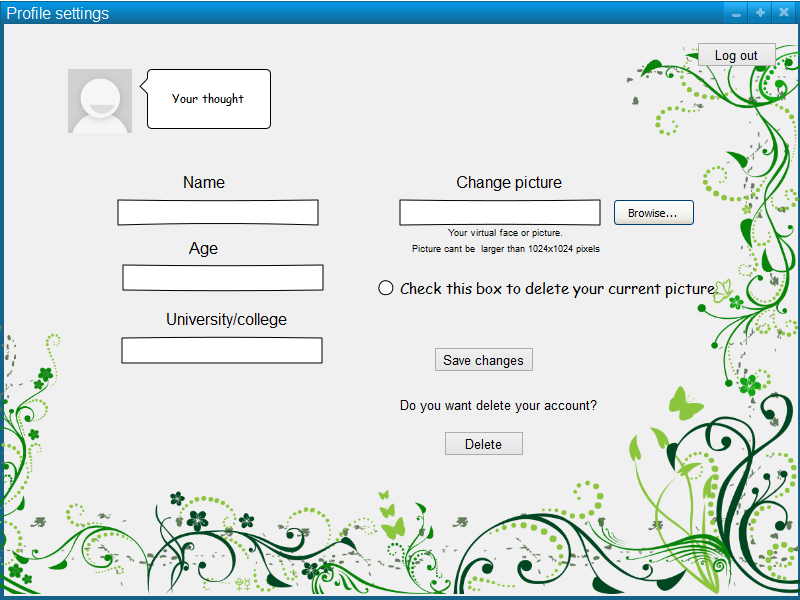 Profile settings
Log out
Your thought
Name
Change picture
Browse...
Your virtual face or picture.
Picture cant be larger than 1024x1024 pixels
Age
Check this box to delete your current picture.
University/college
Save changes
Do you want delete your account?
Delete